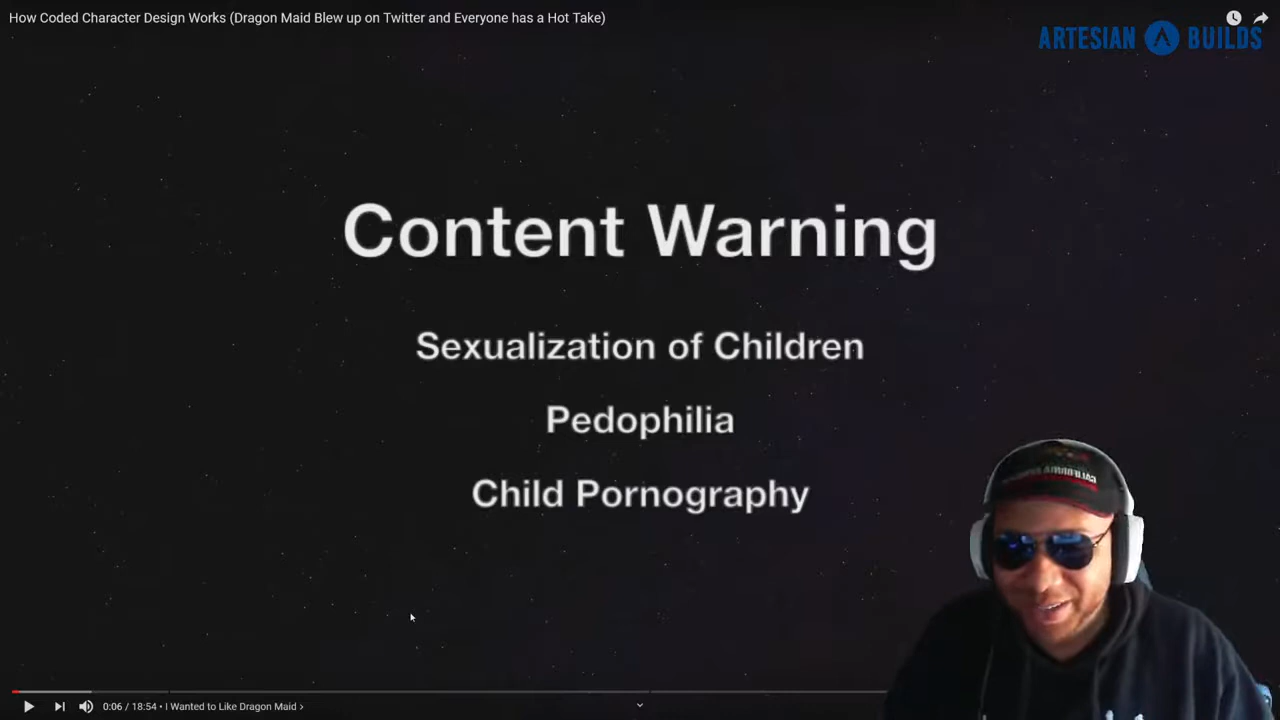 How Coded Character Design Works (Dragon Maid Blew up on Twitter and Everyone has a Hot Take)
ARTESIAN BUILDS
Content Warning
Sexualization of Children
Pedophilia
Child Pornography
0:06 / 18:54 • I Wanted to Like Dragon Maid >